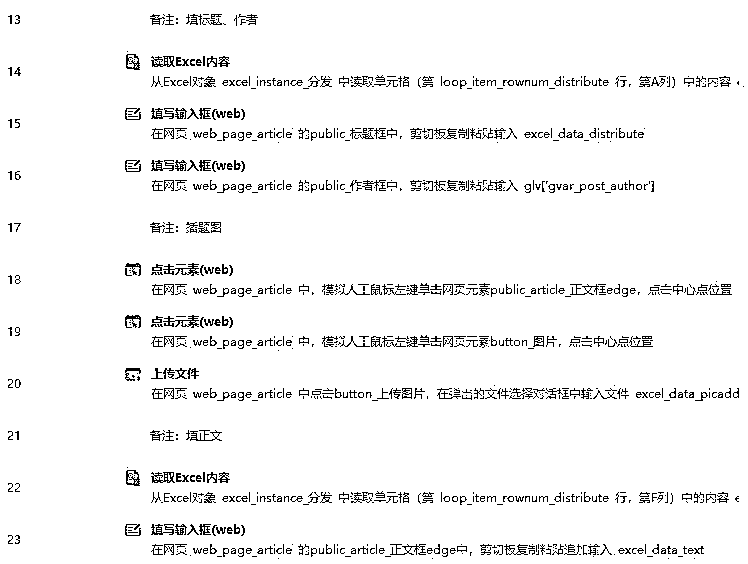 13 备注：填标题、作者
读取Excel内容
14 从Excel对象 excel_instance_分发 中读取单元格（第 loop_item_rownum_distribute 行，第A列）中的内容
填写输入框(web)
15 在网页 web_page_article 的public_标题框中，剪切板复制粘贴输入 excel_data_distribute
填写输入框(web)
16 在网页 web_page_article 的public_作者框中，剪切板复制粘贴输入 glv['gvar_post_author']
17 备注：插题图
点击元素(web)
18 在网页 web_page_article 中，模拟人工鼠标左键单击网页元素public_article_正文框edge，点击中心点位置
点击元素(web)
19 在网页 web_page_article 中，模拟人工鼠标左键单击网页元素button_图片，点击中心点位置
上传文件
20 在网页 web_page_article 中点击button_上传图片，在弹出的文件选择对话框中输入文件 excel_data_picadd
21 备注：填正文
读取Excel内容
22 从Excel对象 excel_instance_分发 中读取单元格（第 loop_item_rownum_distribute 行，第F列）中的内容
填写输入框(web)
23 在网页 web_page_article 的public_article_正文框edge中，剪切板复制粘贴追加输入 excel_data_text